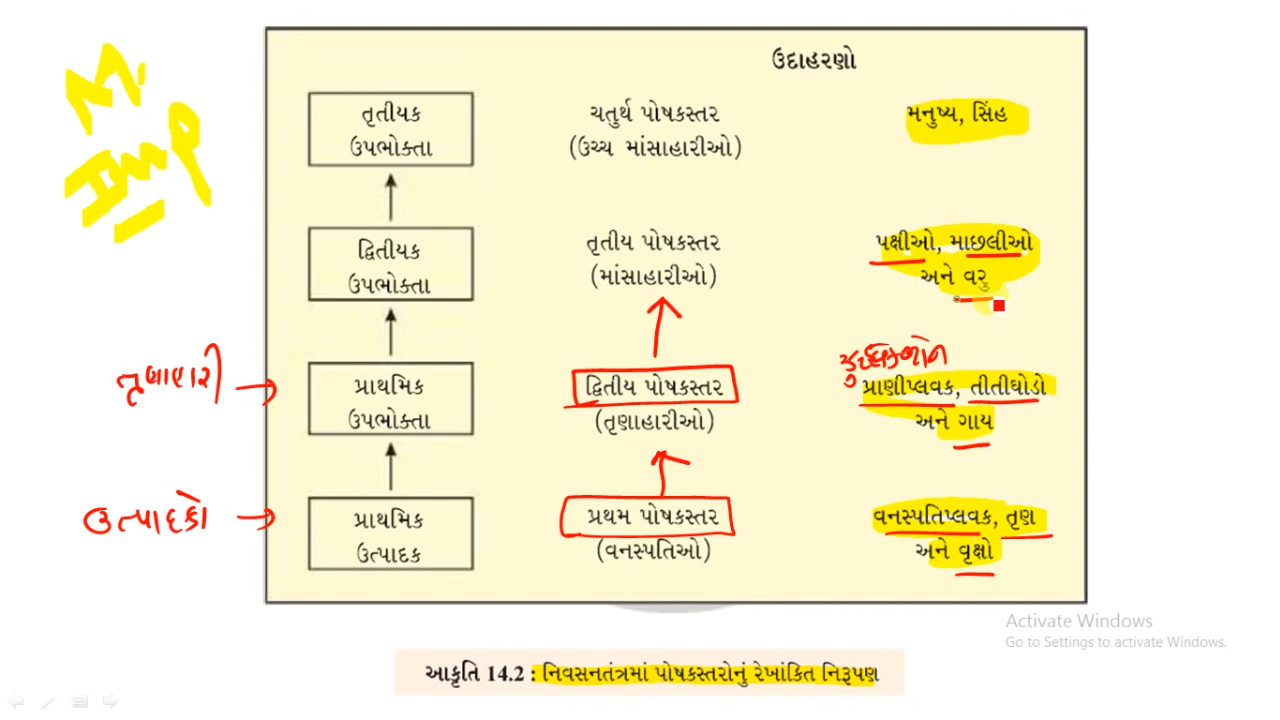 M. Imp
ઉદાહરણો
તૃતીયક
ઉપભોક્તા
ચતુર્થ પોષકસ્તર
(ઉચ્ચ માંસાહારીઓ)
મનુષ્ય, સિંહ
દ્વિતીયક
ઉપભોક્તા
તૃતીય પોષકસ્તર
(માંસાહારીઓ)
પક્ષીઓ, માછલીઓ
અને વરુ
પ્રાથમિક
ઉપભોક્તા
દ્વિતીય પોષકસ્તર
(તૃણાહારીઓ)
પ્રાણીપ્લવક, તીતીઘોડો
અને ગાય
ઉત્પાદકો
પ્રાથમિક
ઉત્પાદક
પ્રથમ પોષકસ્તર
(વનસ્પતિઓ)
વનસ્પતિપ્લવક, તૃણ
અને વૃક્ષો
Activate Windows
Go to Settings to activate Windows.
આકૃતિ 14.2 : નિવસનતંત્રમાં પોષકસ્તરોનું રેખાંકિત નિરૂપણ